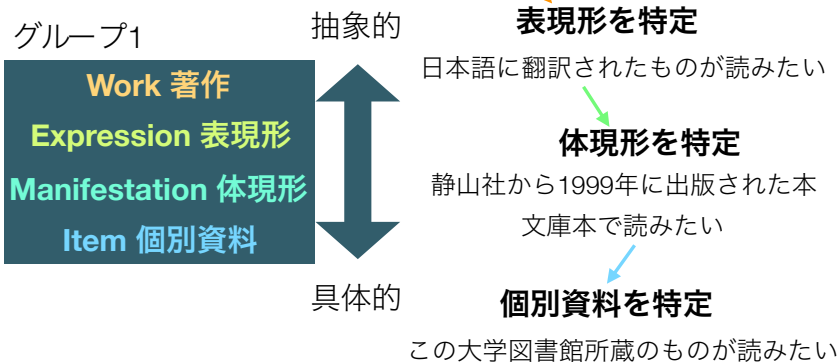 グループ1
Work 著作
Expression 表現形
Manifestation 体現形
Item 個別資料
抽象的
具体的
表現形を特定
日本語に翻訳されたものが読みたい
体現形を特定
静山社から1999年に出版された本
文庫本で読みたい
個別資料を特定
この大学図書館所蔵のものが読みたい